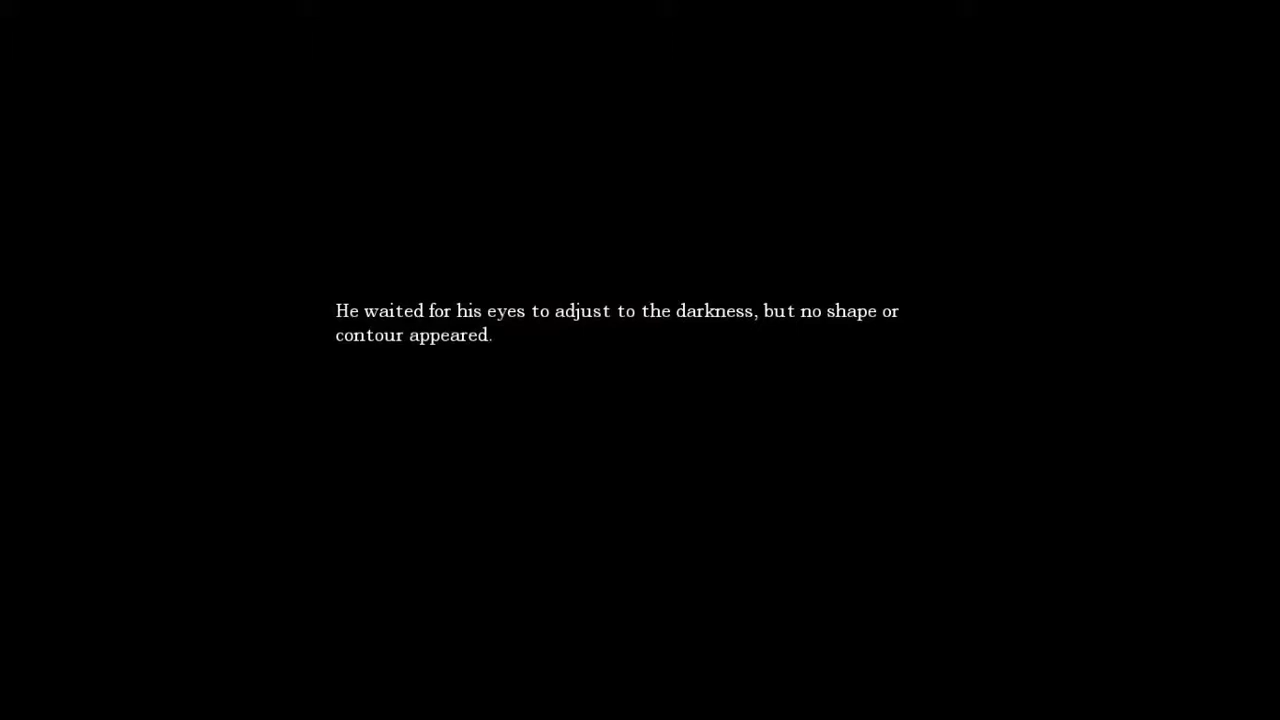 He waited for his eyes to adjust to the darkness, but no shape or
contour appeared.